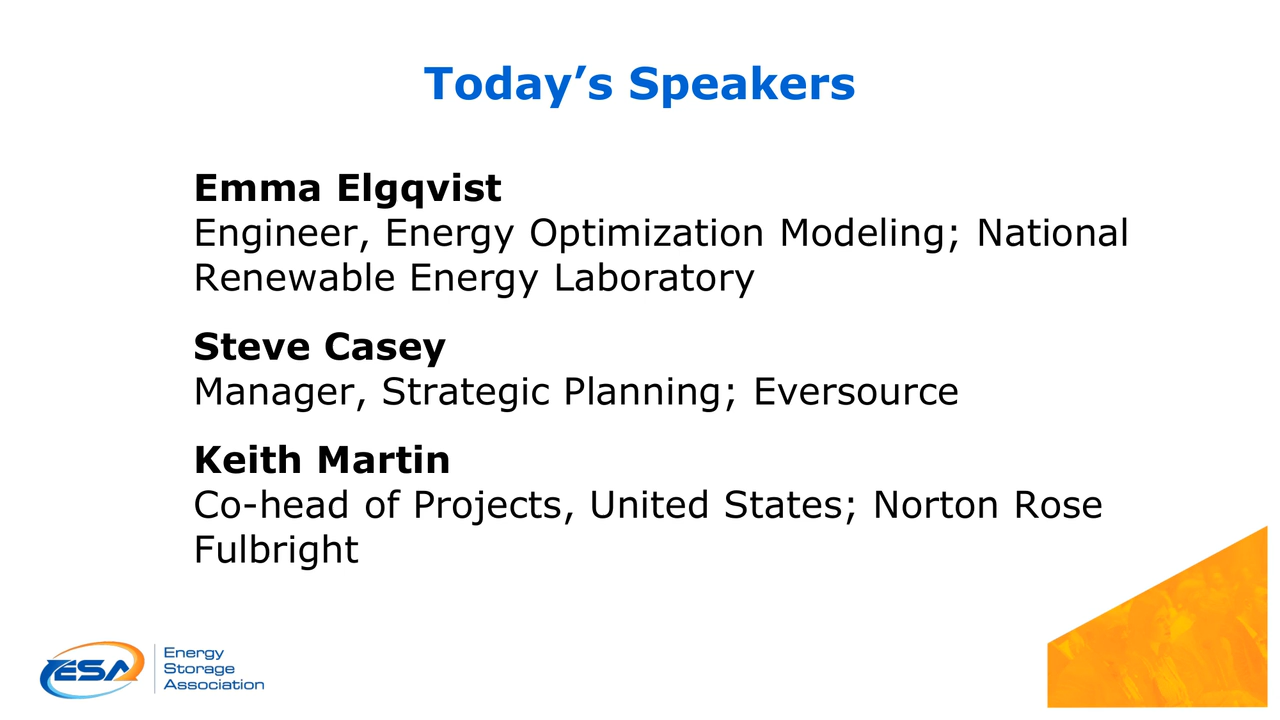 Today’s Speakers
Emma Elgqvist
Engineer, Energy Optimization Modeling; National
Renewable Energy Laboratory
Steve Casey
Manager, Strategic Planning; Eversource
Keith Martin
Co-head of Projects, United States; Norton Rose
Fulbright
ESA
Energy
Storage
Association